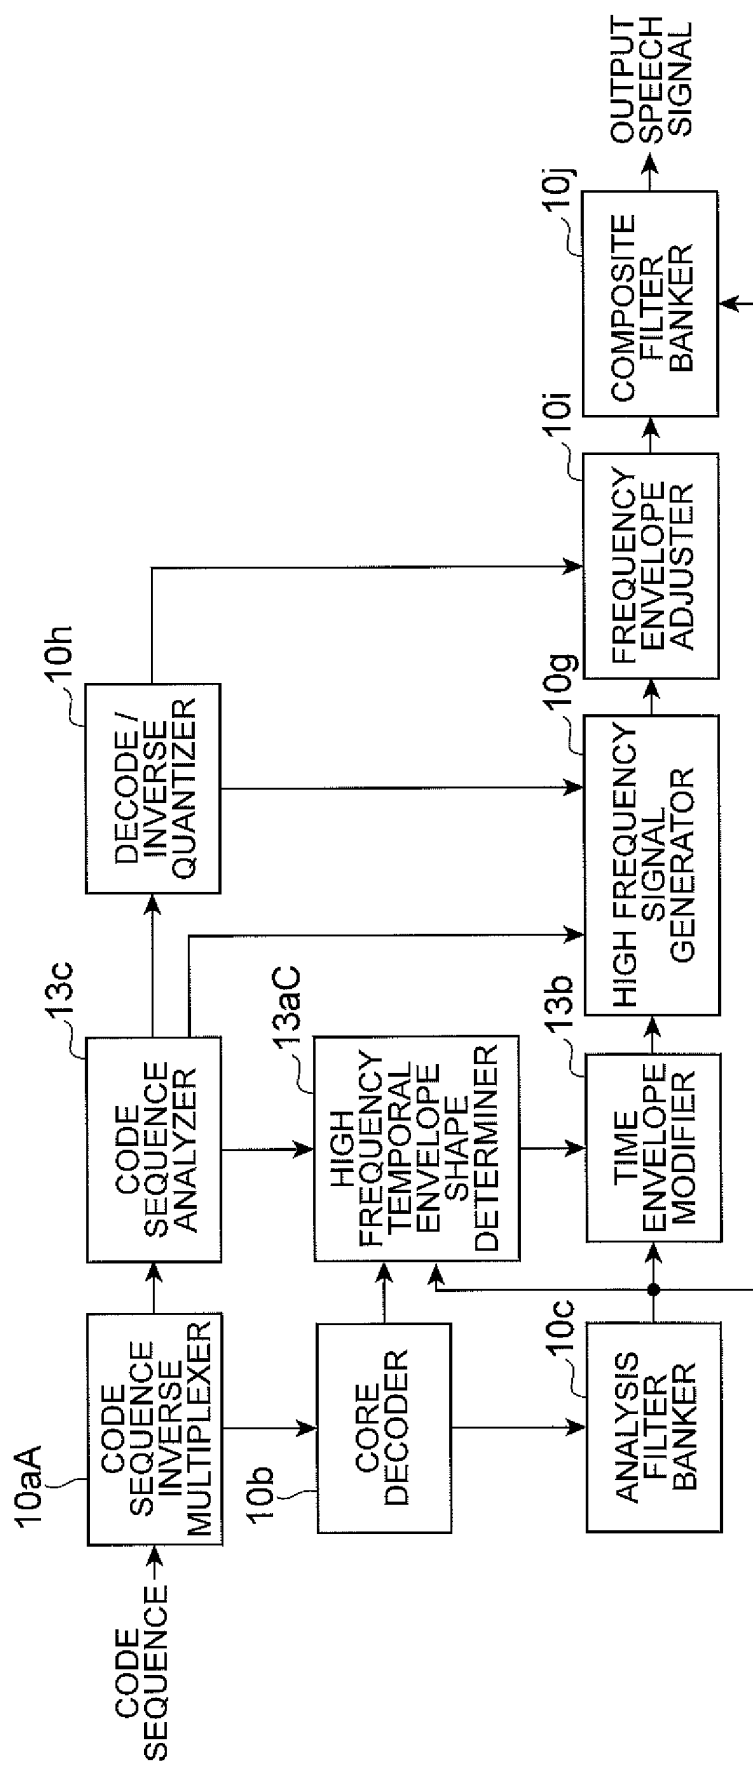 CODE
SEQUENCE
10aA
CODE
SEQUENCE
INVERSE
MULTIPLEXER
13c
CODE
SEQUENCE
ANALYZER
10h
DECODE /
INVERSE
QUANTIZER
10b
CORE
DECODER
13aC
HIGH
FREQUENCY
TEMPORAL
ENVELOPE
SHAPE
DETERMINER
10c
ANALYSIS
FILTER
BANKER
13b
TIME
ENVELOPE
MODIFIER
10g
HIGH FREQUENCY
SIGNAL
GENERATOR
10i
FREQUENCY
ENVELOPE
ADJUSTER
10j
COMPOSITE
FILTER
BANKER
OUTPUT
SPEECH
SIGNAL